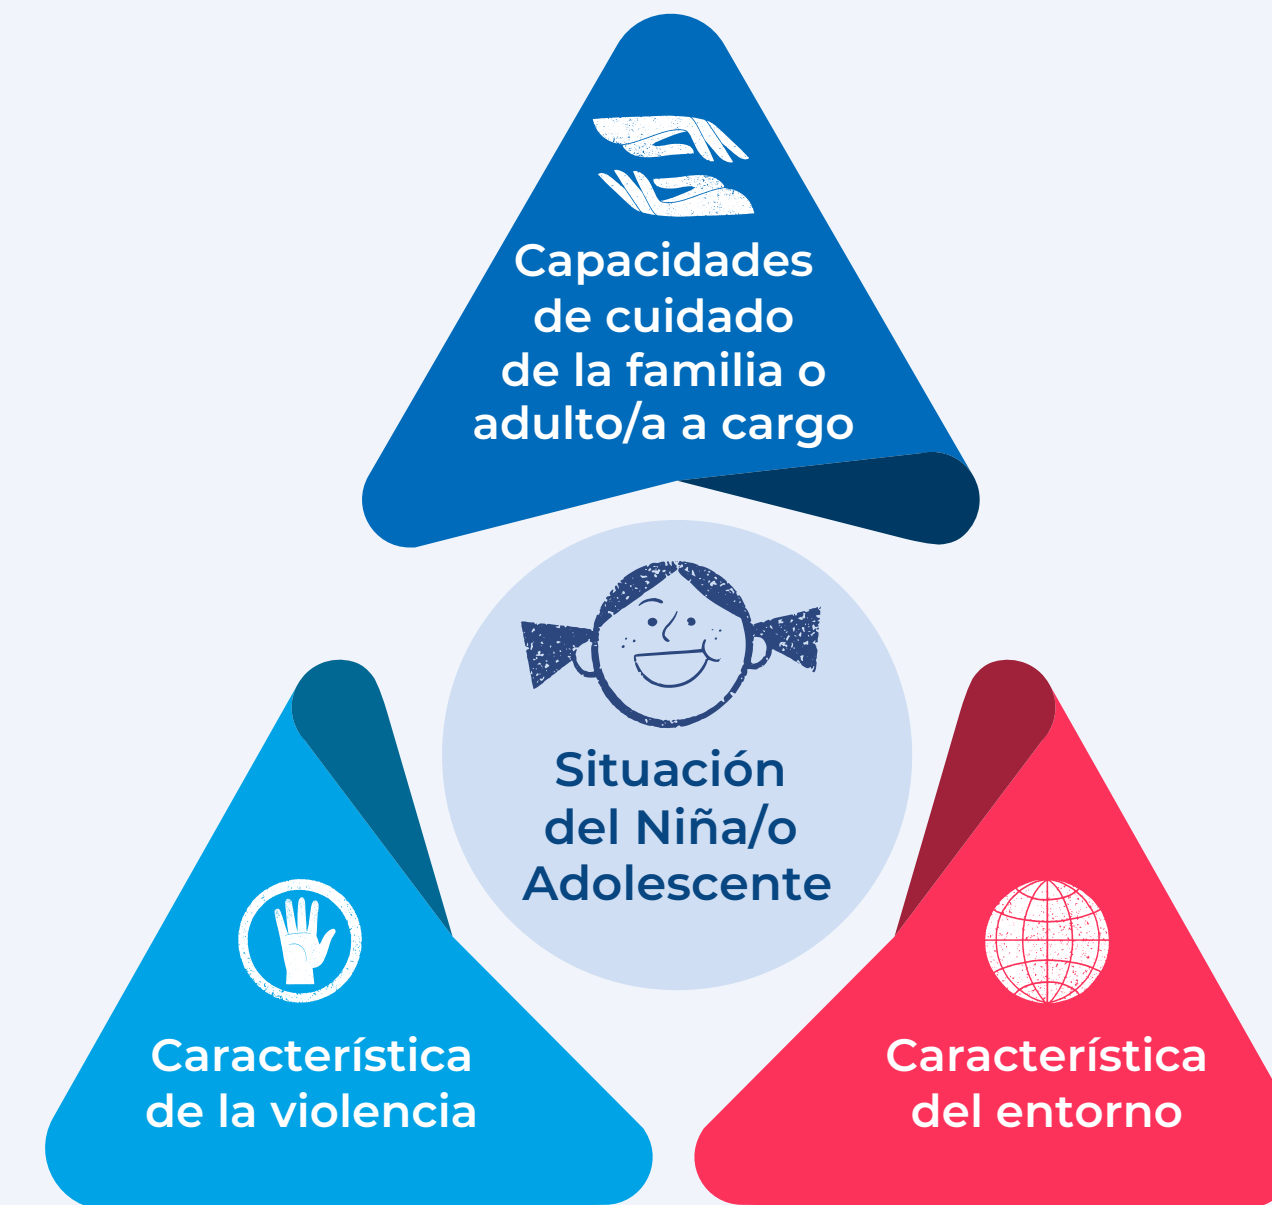 Capacidades
de cuidado
de la familia o
adulto/a a cargo
Situación
del Niña/o
Adolescente
Característica
de la violencia
Característica
del entorno